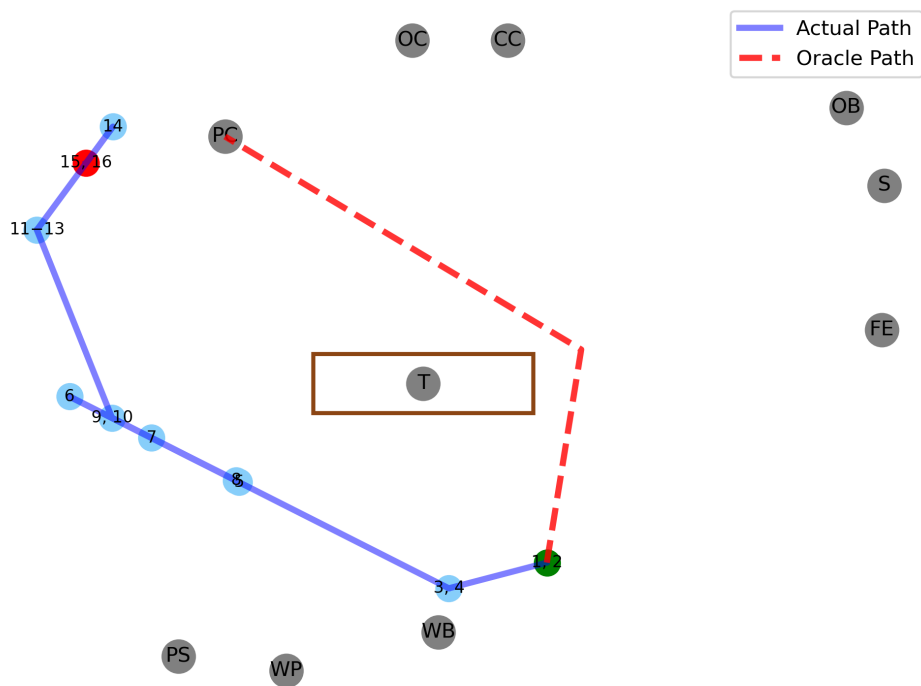 Actual Path
Oracle Path
OC
CC
OB
14
PC
15, 16
S
11−13
FE
T
6
9, 10
7
8
5
1, 2
3, 4
WB
PS
WP